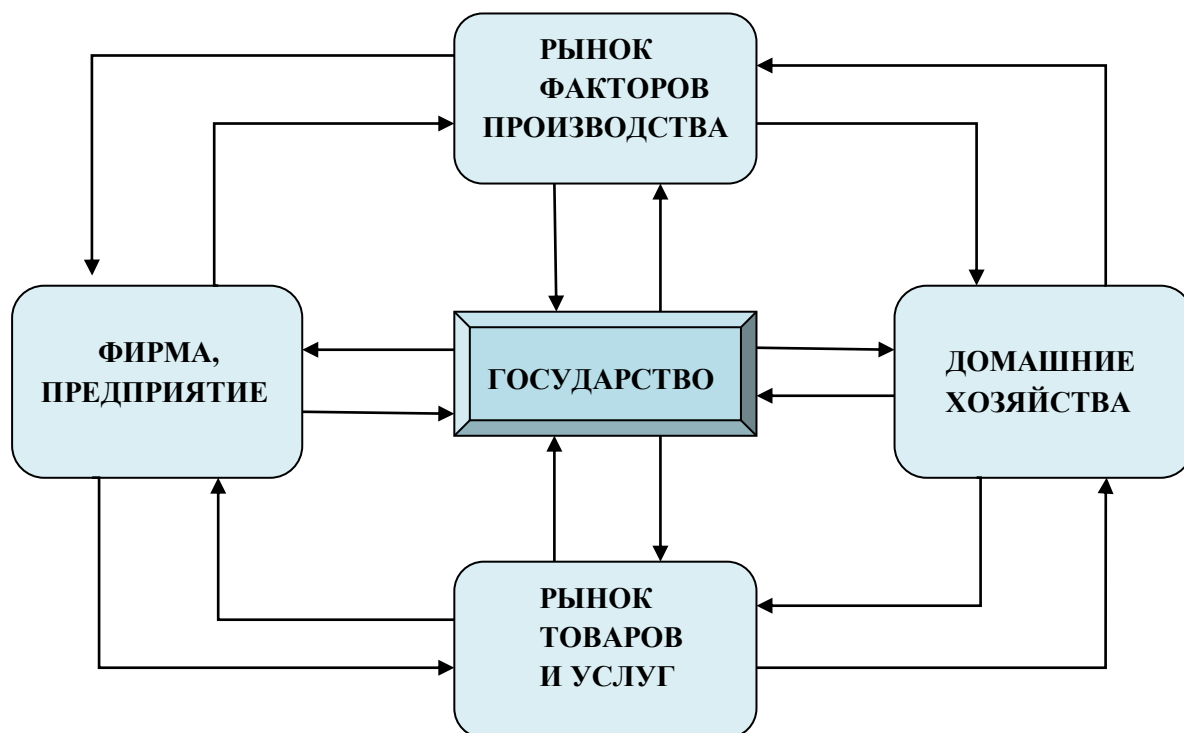 РЫНОК
ФАКТОРОВ
ПРОИЗВОДСТВА
ФИРМА,
ПРЕДПРИЯТИЕ
ГОСУДАРСТВО
ДОМАШНИЕ
ХОЗЯЙСТВА
РЫНОК
ТОВАРОВ
И УСЛУГ